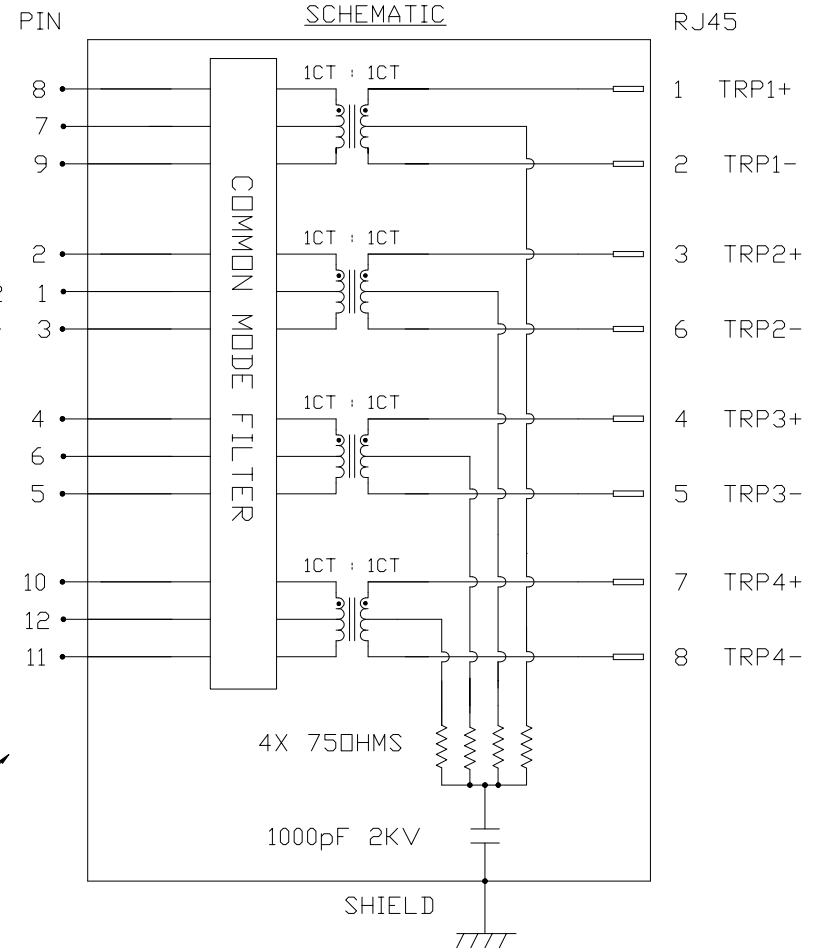 SCHEMATIC
PIN RJ45
1CT : 1CT
8 1 TRP1+
7
9 2 TRP1-
1CT : 1CT
2 3 TRP2+
1
3 6 TRP2-
COMMON MODE FILTER
1CT : 1CT
4 4 TRP3+
6
5 5 TRP3-
1CT : 1CT
10 7 TRP4+
12
11 8 TRP4-
4X 75OHMS
1000pF 2KV
SHIELD